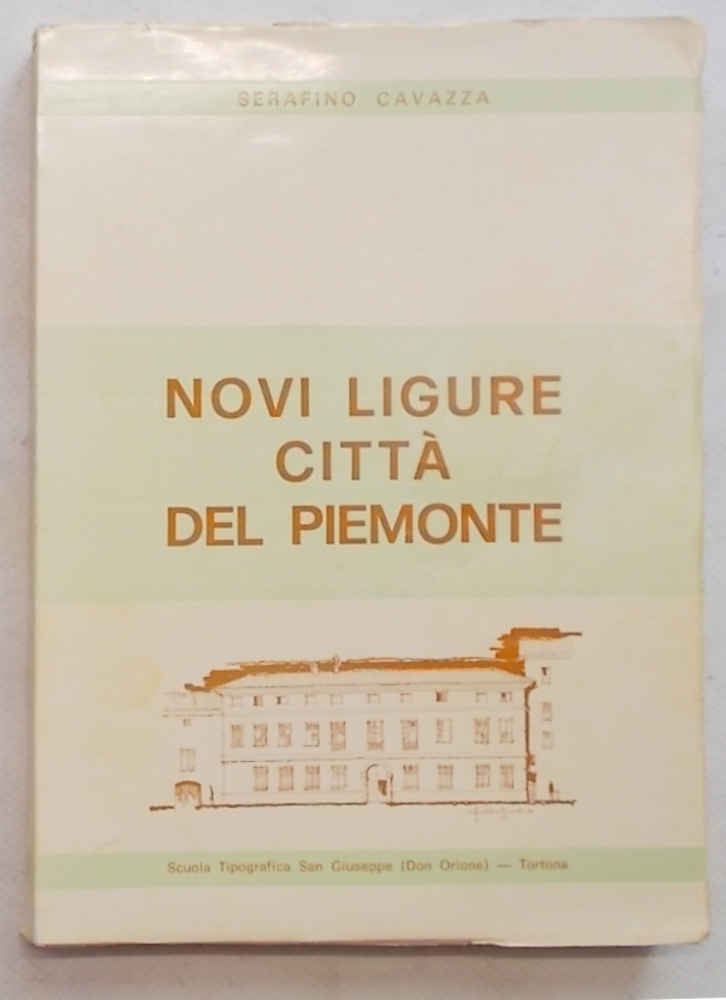 SERAFINO CAVAZZA
NOVI LIGURE
CITTÀ
DEL PIEMONTE
Scuola Tipografica San Giuseppe (Don Orione) — Tortona